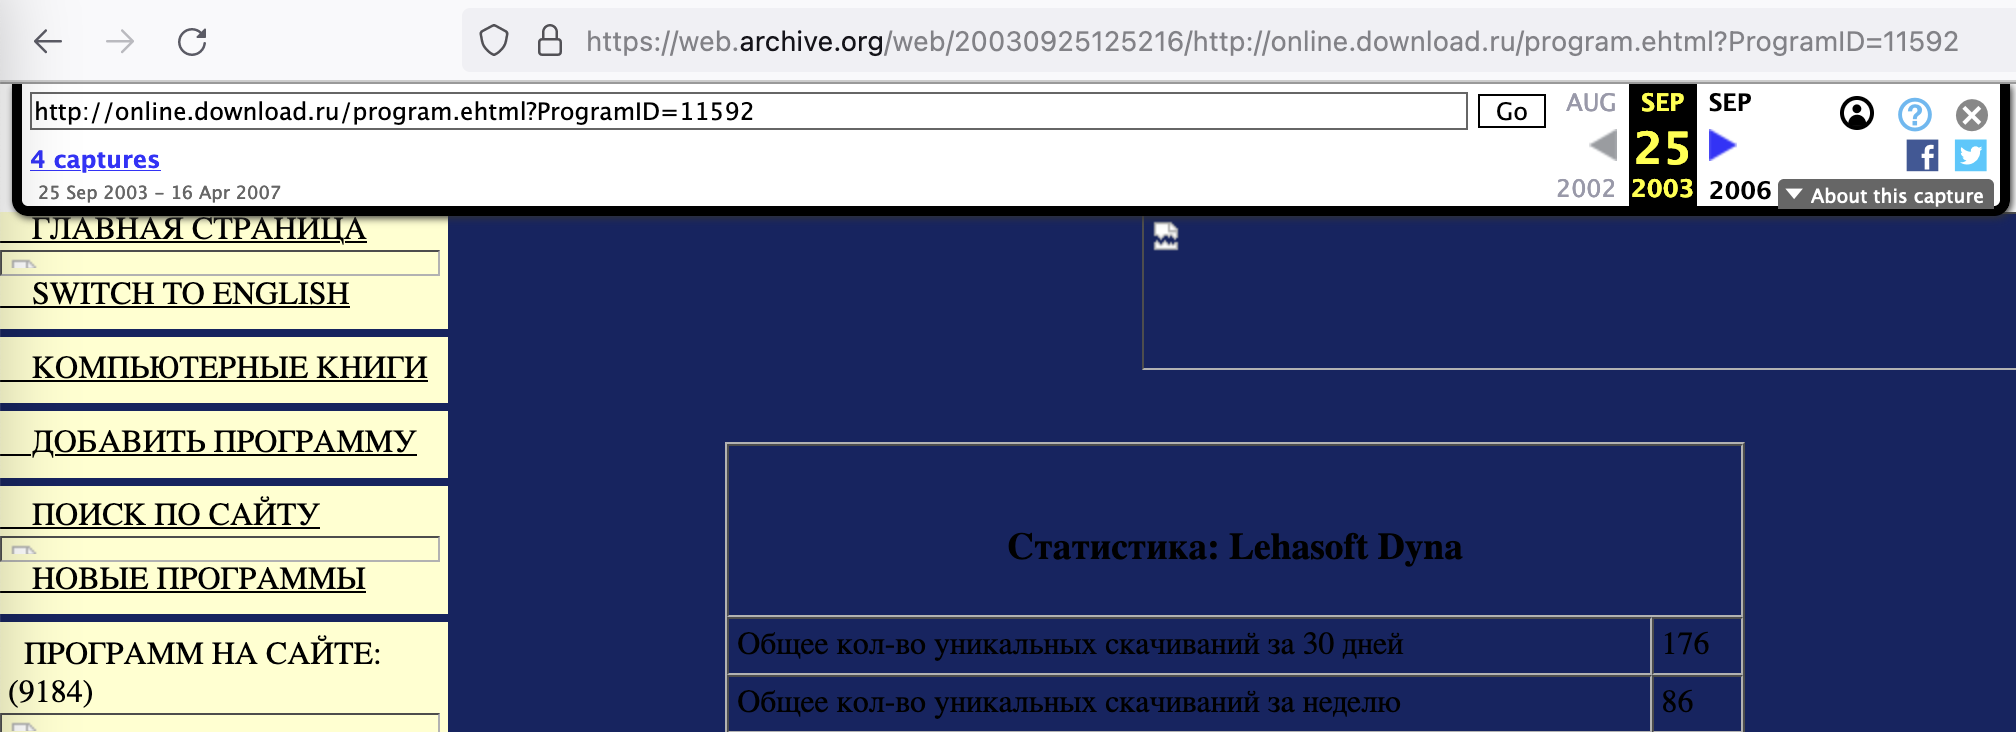 https://web.archive.org/web/20030925125216/http://online.download.ru/program.ehtml?ProgramID=11592
http://online.download.ru/program.ehtml?ProgramID=11592
Go
AUG SEP SEP
4 captures
25
25 Sep 2003 – 16 Apr 2007
2002 2003 2006
About this capture
ГЛАВНАЯ СТРАНИЦА
SWITCH TO ENGLISH
КОМПЬЮТЕРНЫЕ КНИГИ
ДОБАВИТЬ ПРОГРАММУ
ПОИСК ПО САЙТУ
НОВЫЕ ПРОГРАММЫ
ПРОГРАММ НА САЙТЕ:
(9184)
Статистика: Lehasoft Dyna
Общее кол-во уникальных скачиваний за 30 дней 176
Общее кол-во уникальных скачиваний за неделю 86